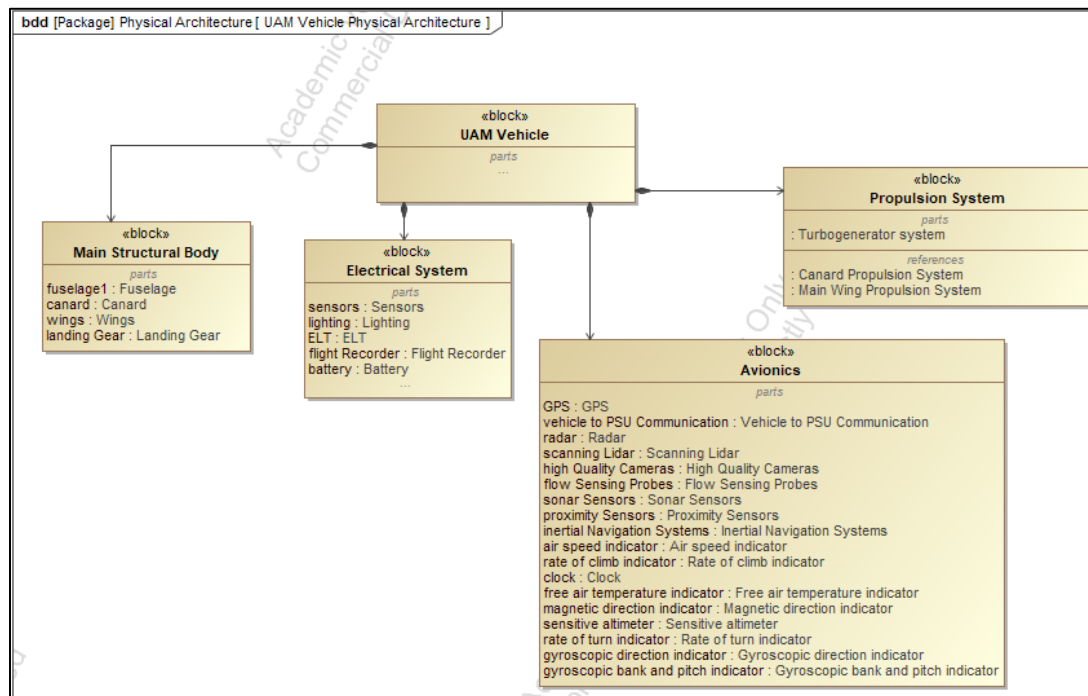 bdd [Package] Physical Architecture [ UAM Vehicle Physical Architecture ]
Academic
Commercial
«block»
UAM Vehicle
parts
...
«block»
Propulsion System
parts
: Turbogenerator system
references
: Canard Propulsion System
: Main Wing Propulsion System
«block»
Main Structural Body
parts
fuselage1 : Fuselage
canard : Canard
wings : Wings
landing Gear : Landing Gear
«block»
Electrical System
parts
sensors : Sensors
lighting : Lighting
ELT : ELT
flight Recorder : Flight Recorder
battery : Battery
...
Only
«block»
Avionics
parts
GPS : GPS
vehicle to PSU Communication : Vehicle to PSU Communication
radar : Radar
scanning Lidar : Scanning Lidar
high Quality Cameras : High Quality Cameras
flow Sensing Probes : Flow Sensing Probes
sonar Sensors : Sonar Sensors
proximity Sensors : Proximity Sensors
inertial Navigation Systems : Inertial Navigation Systems
air speed indicator : Air speed indicator
rate of climb indicator : Rate of climb indicator
clock : Clock
free air temperature indicator : Free air temperature indicator
magnetic direction indicator : Magnetic direction indicator
sensitive altimeter : Sensitive altimeter
rate of turn indicator : Rate of turn indicator
gyroscopic direction indicator : Gyroscopic direction indicator
gyroscopic bank and pitch indicator : Gyroscopic bank and pitch indicator